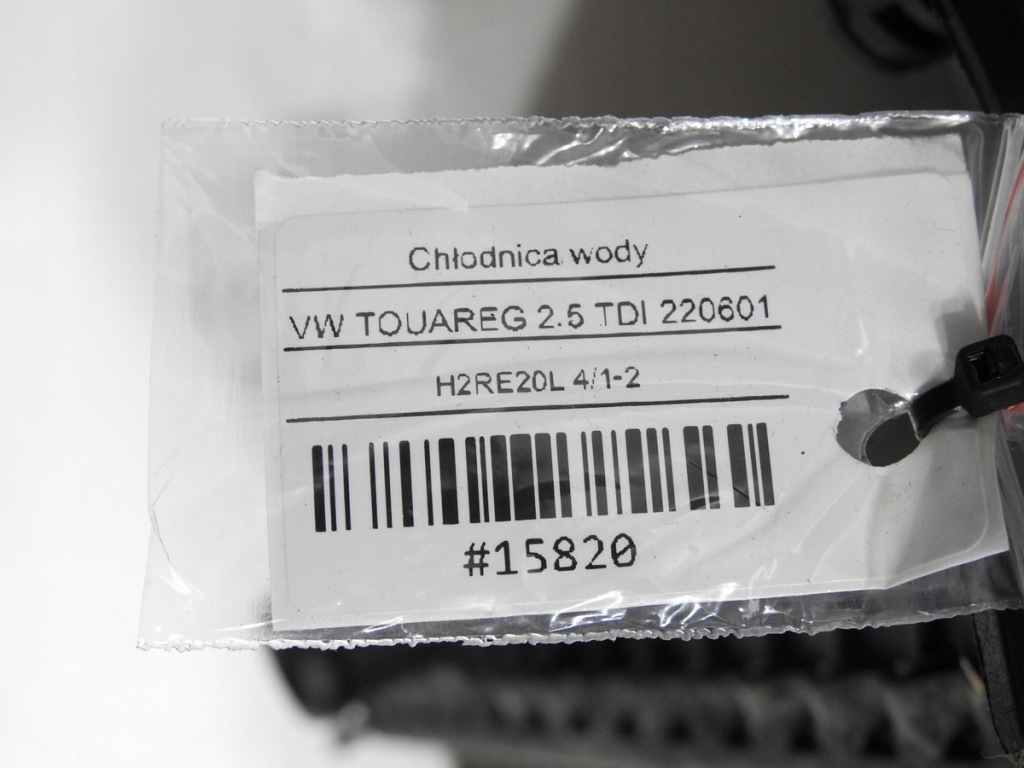 Chłodnica wody
VW TOUAREG 2.5 TDI 220601
H2RE20L 4/1-2
#15820